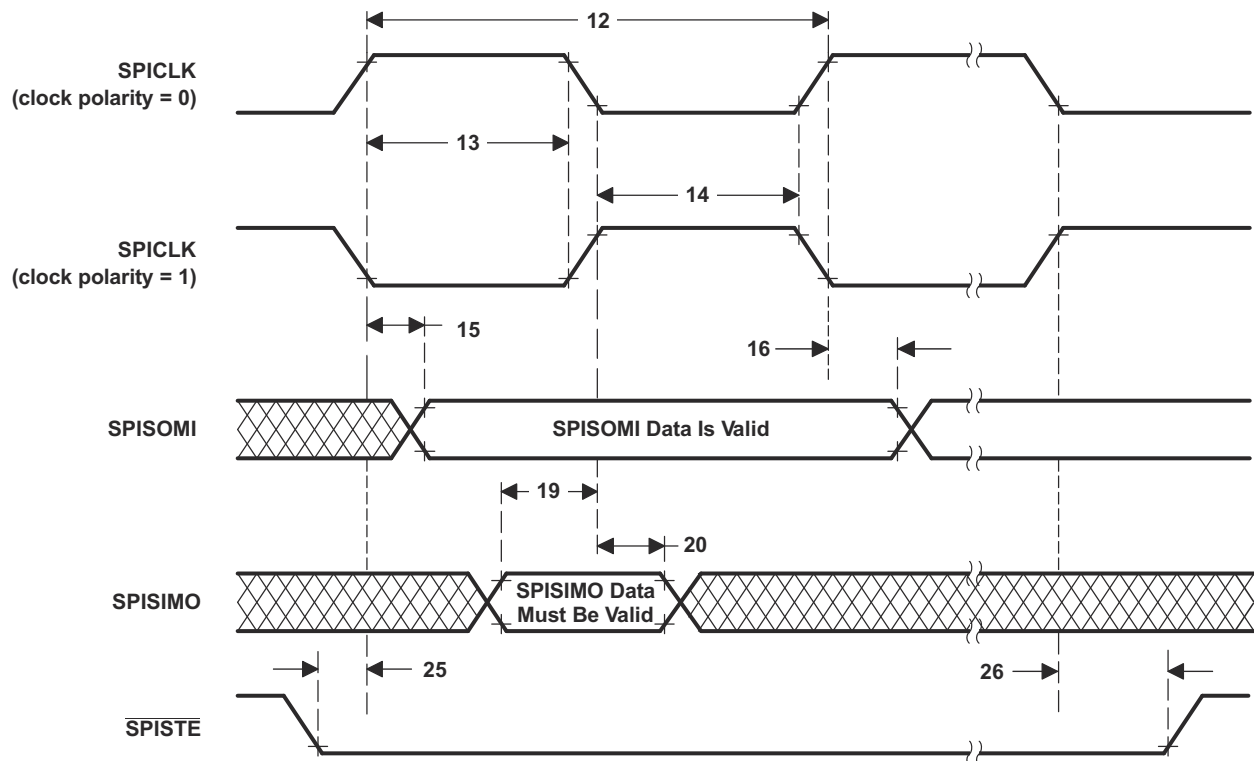 12
SPICLK
(clock polarity = 0)
13
14
SPICLK
(clock polarity = 1)
15
16
SPISOMI
SPISOMI Data Is Valid
19
20
SPISIMO
SPISIMO Data
Must Be Valid
25
26
SPISTE